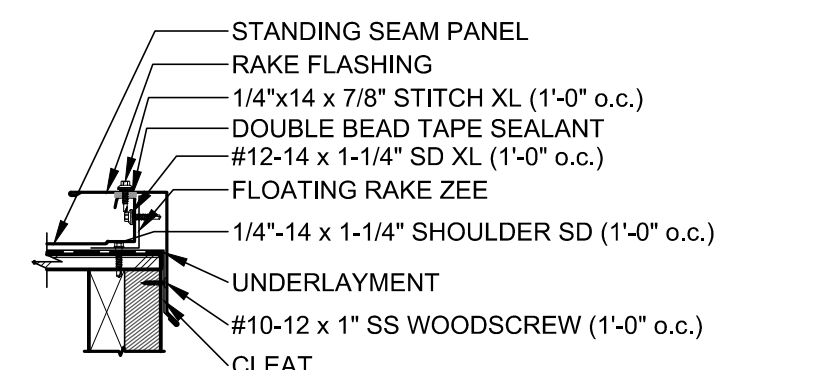 STANDING SEAM PANEL
RAKE FLASHING
1/4"x14 x 7/8" STITCH XL (1'-0" o.c.)
DOUBLE BEAD TAPE SEALANT
#12-14 x 1-1/4" SD XL (1'-0" o.c.)
FLOATING RAKE ZEE
1/4"-14 x 1-1/4" SHOULDER SD (1'-0" o.c.)
UNDERLAYMENT
#10-12 x 1" SS WOODSCREW (1'-0" o.c.)
CLEAT